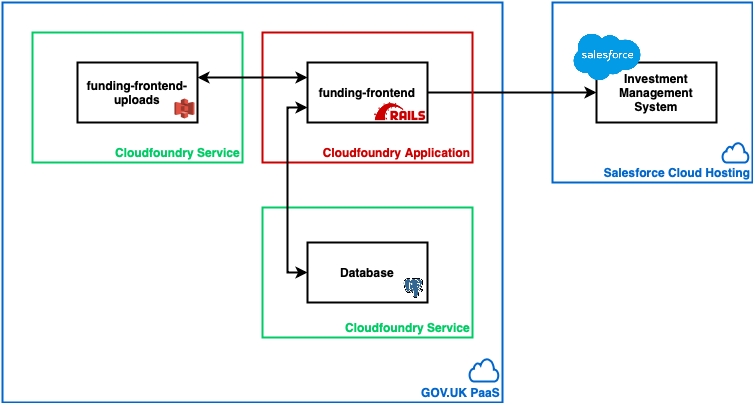 funding-frontend-
uploads
Cloudfoundry Service
funding-frontend
RAILS
Cloudfoundry Application
salesforce
Investment
Management
System
Salesforce Cloud Hosting
Database
Cloudfoundry Service
GOV.UK PaaS